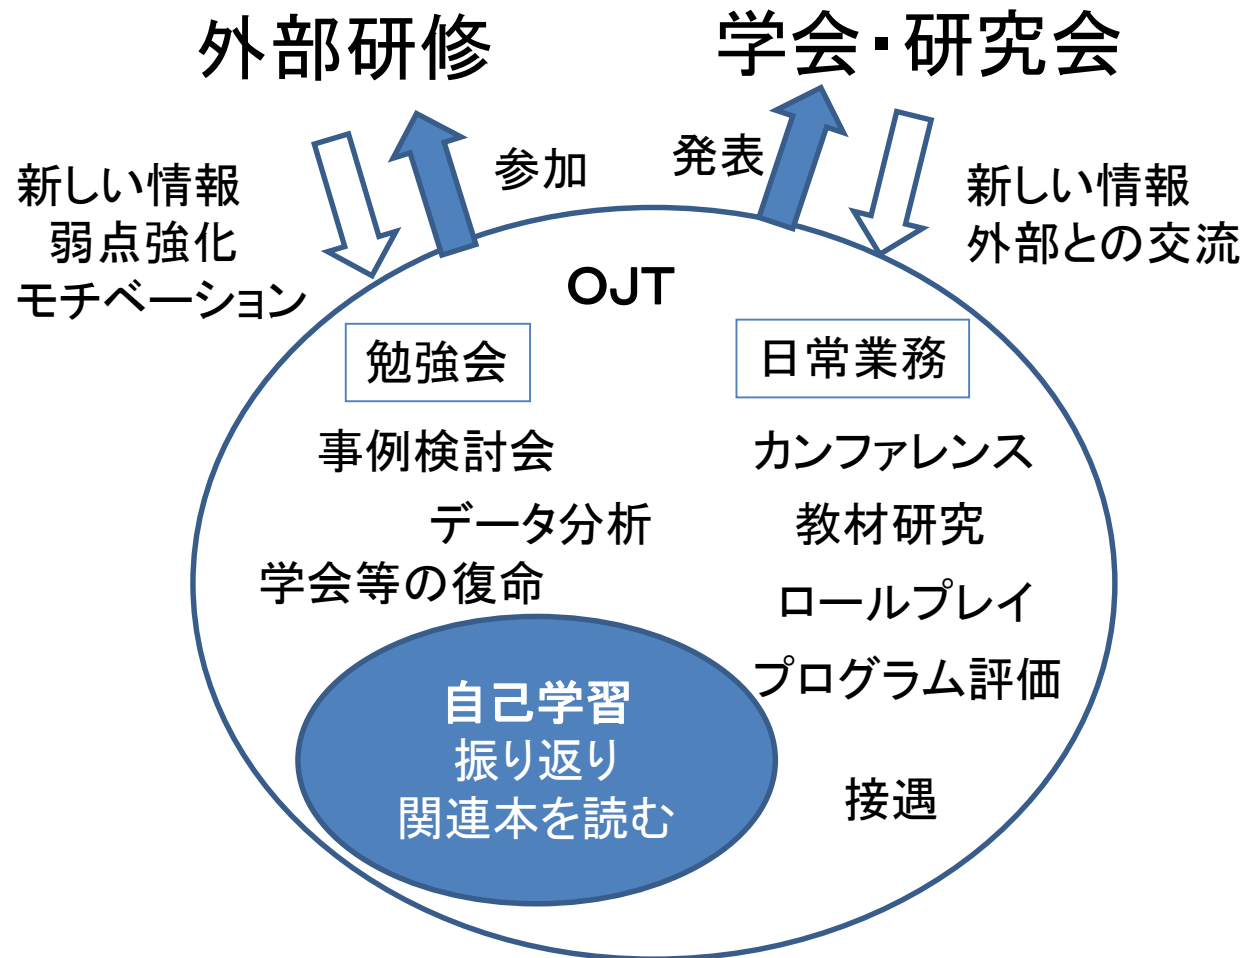 外部研修
学会・研究会
参加
発表
新しい情報
弱点強化
モチベーション
新しい情報
外部との交流
OJT
勉強会
事例検討会
データ分析
学会等の復命
日常業務
カンファレンス
教材研究
ロールプレイ
プログラム評価
接遇
自己学習
振り返り
関連本を読む